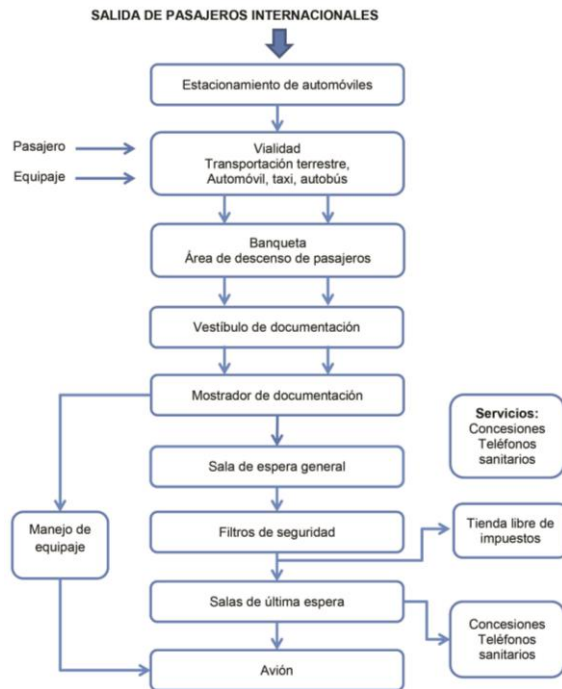 SALIDA DE PASAJEROS INTERNACIONALES
Estacionamiento de automóviles
Pasajero
Equipaje
Vialidad
Transportación terrestre,
Automóvil, taxi, autobús
Banqueta
Área de descenso de pasajeros
Vestíbulo de documentación
Mostrador de documentación
Servicios:
Concesiones
Teléfonos
sanitarios
Sala de espera general
Manejo de
equipaje
Filtros de seguridad
Tienda libre de
impuestos
Salas de última espera
Concesiones
Teléfonos
sanitarios
Avión